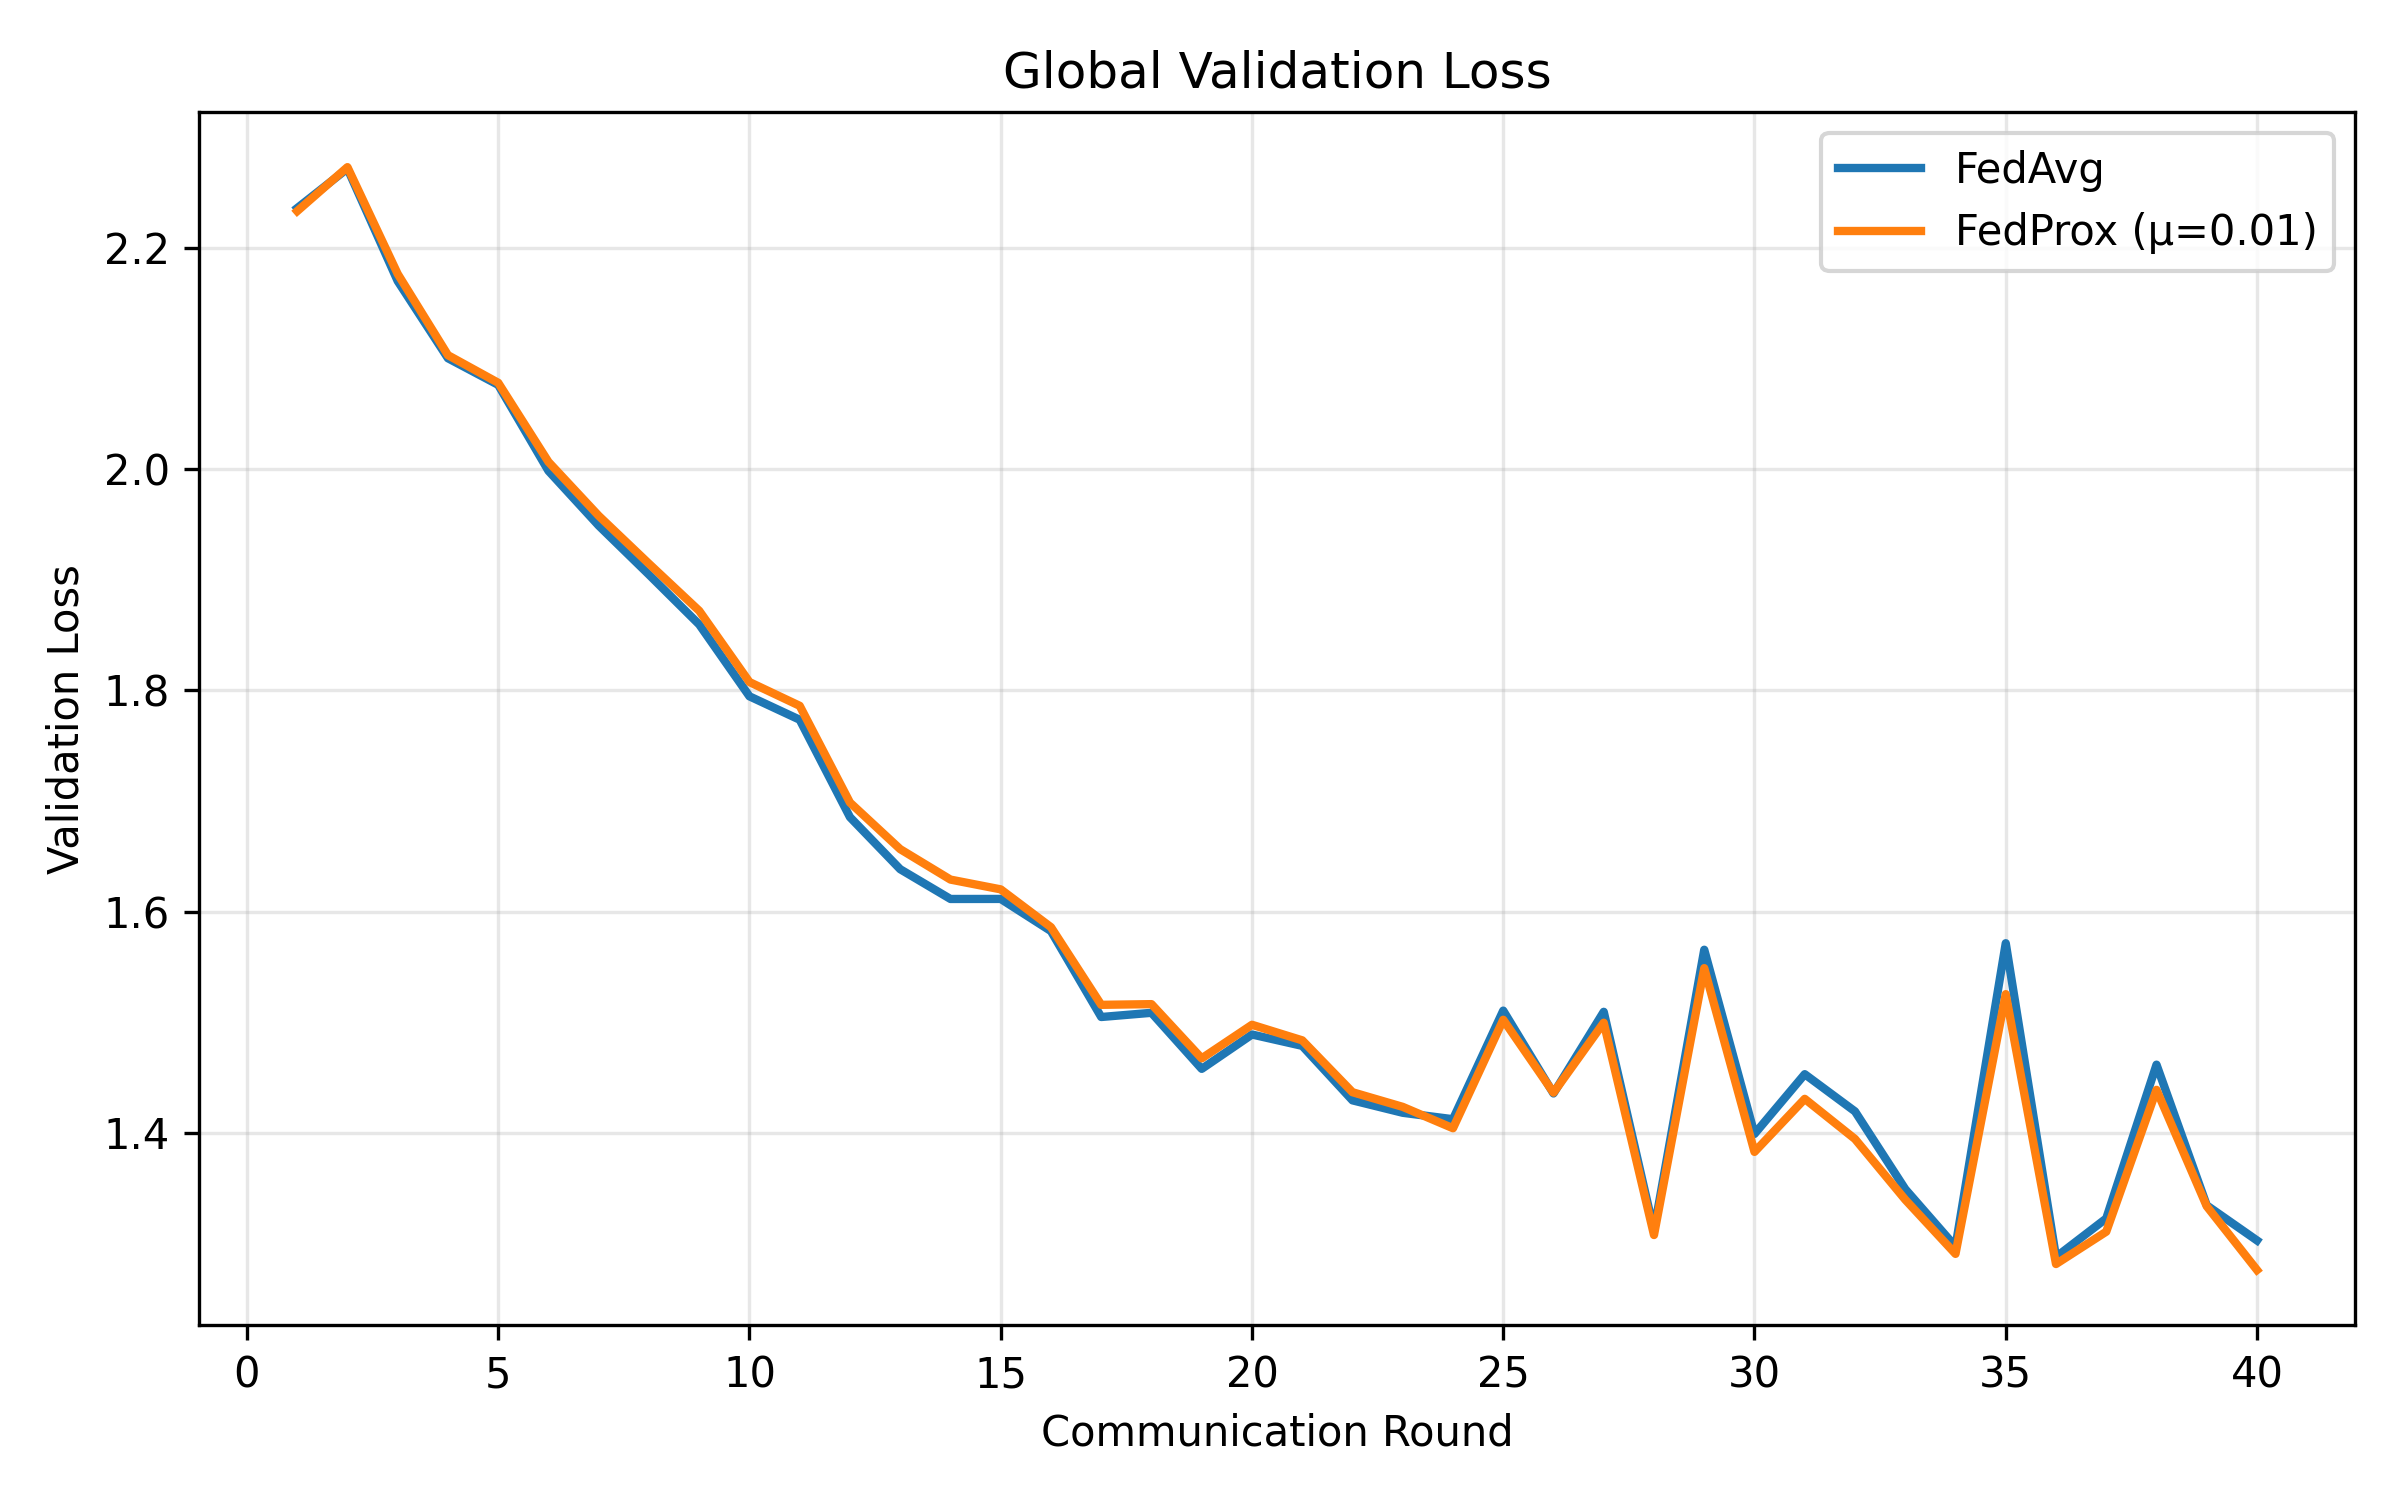 Global Validation Loss
FedAvg
FedProx (μ=0.01)
Validation Loss
2.2
2.0
1.8
1.6
1.4
0 5 10 15 20 25 30 35 40
Communication Round